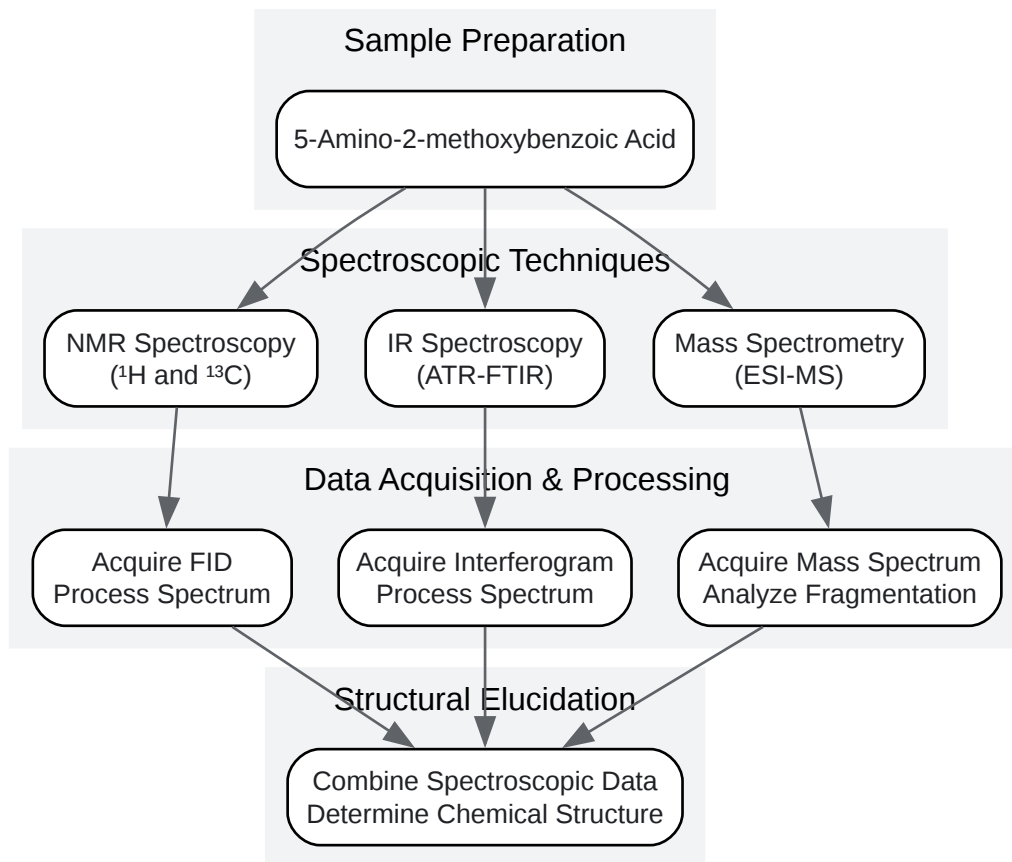 Sample Preparation
5-Amino-2-methoxybenzoic Acid
Spectroscopic Techniques
NMR Spectroscopy
(¹H and ¹³C)
IR Spectroscopy
(ATR-FTIR)
Mass Spectrometry
(ESI-MS)
Data Acquisition & Processing
Acquire FID
Process Spectrum
Acquire Interferogram
Process Spectrum
Acquire Mass Spectrum
Analyze Fragmentation
Structural Elucidation
Combine Spectroscopic Data
Determine Chemical Structure